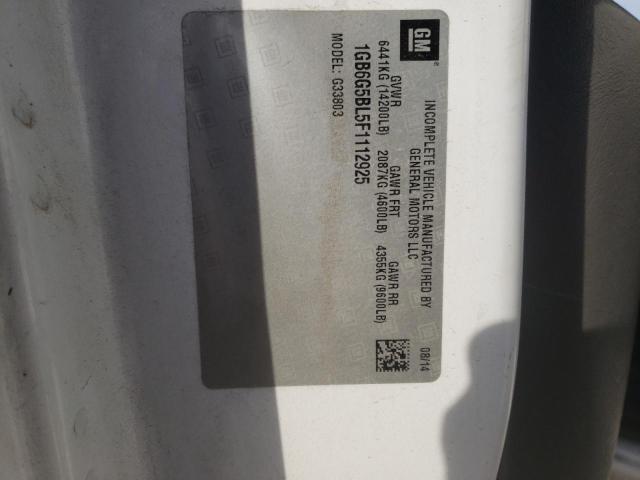 GM
INCOMPLETE VEHICLE MANUFACTURED BY
GENERAL MOTORS LLC
08/14
GVWR GAWR FRT GAWR RR
6441KG (14200LB) 2087KG (4600LB) 4355KG (9600LB)
1GB6G5BL5F1112925
MODEL: G33803